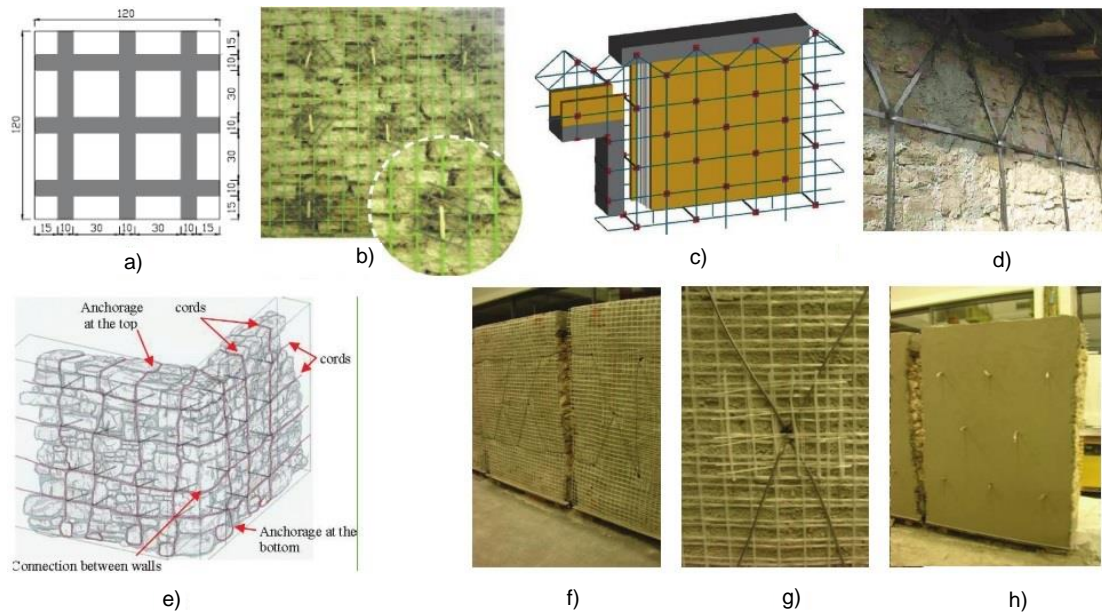 120
120
15
10
30
10
30
10
15
15
10
30
10
30
10
15
a)
b)
c)
d)
Anchorage
at the top
cords
cords
Anchorage at the
bottom
Connection between walls
e)
f)
g)
h)